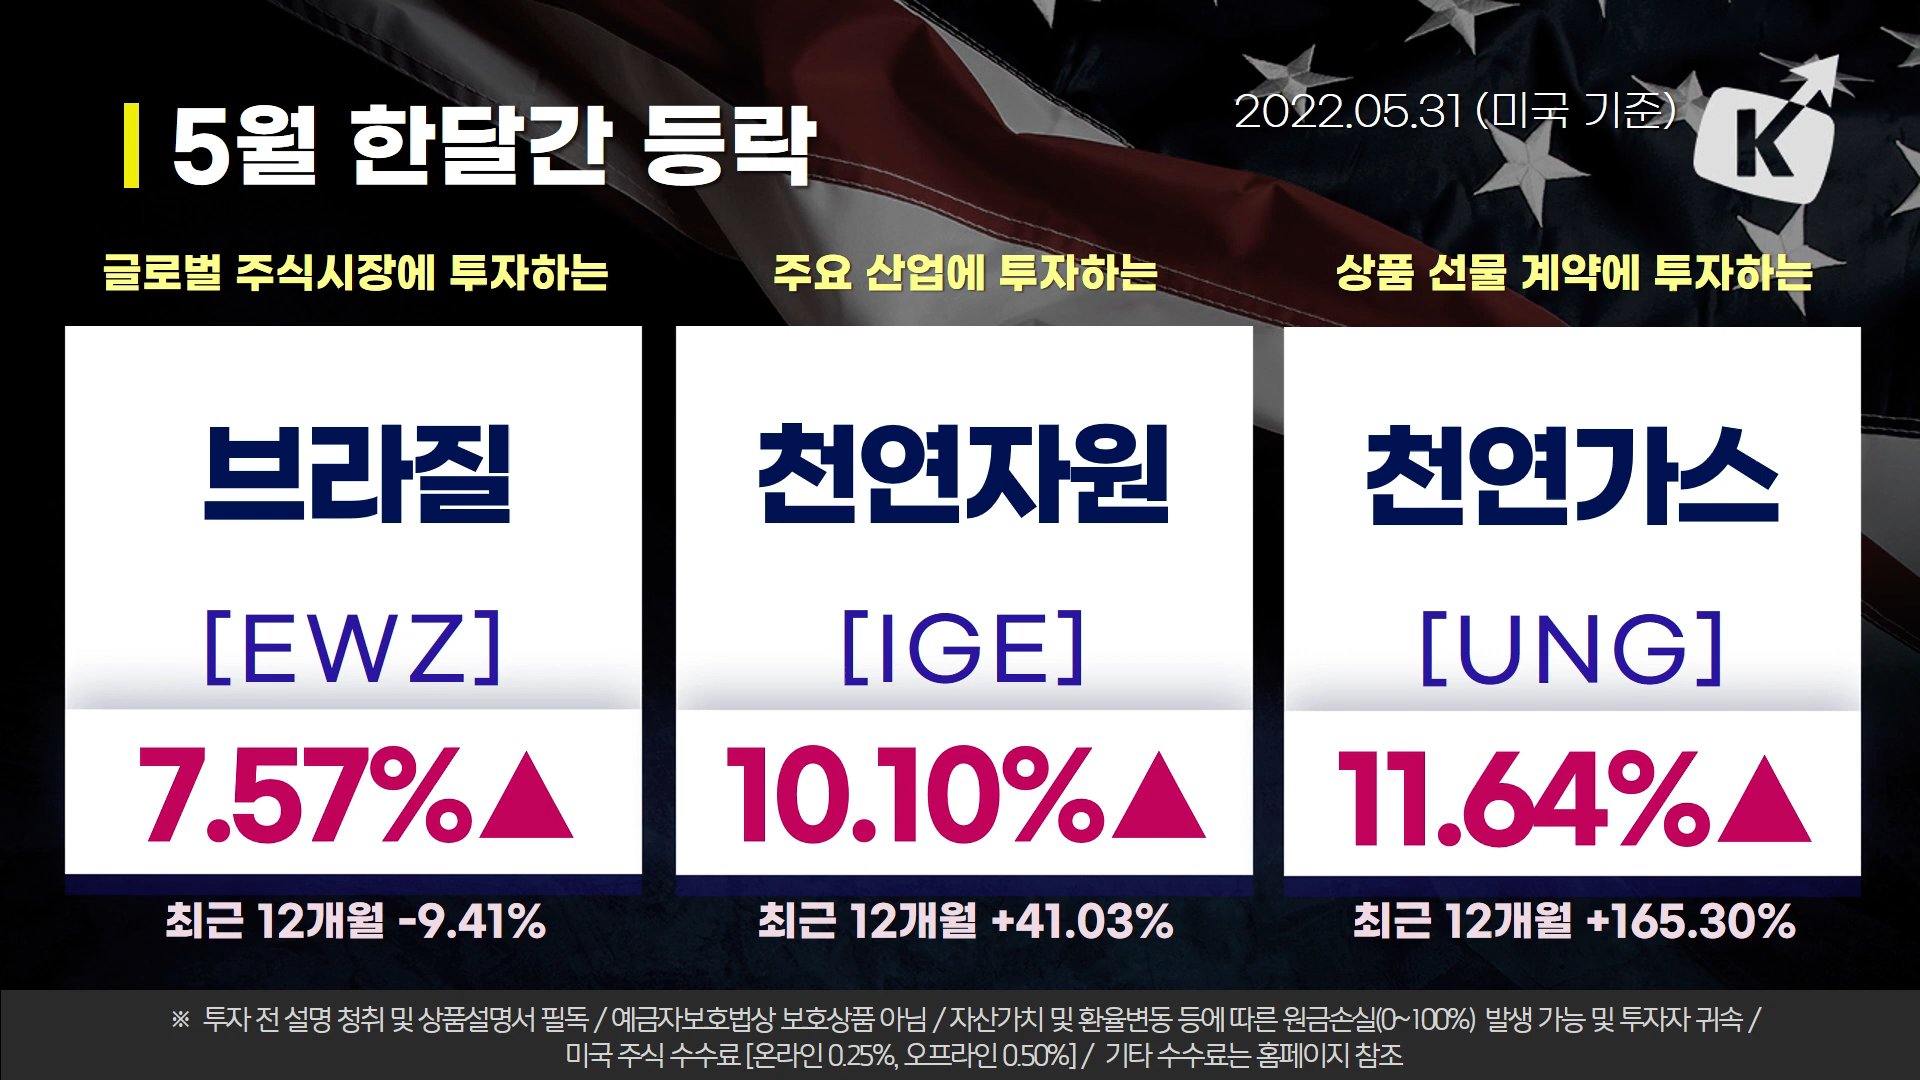 5월 한달간 등락
2022.05.31 (미국 기준)
K
글로벌 주식시장에 투자하는
브라질
[EWZ]
7.57%▲
최근 12개월 -9.41%
주요 산업에 투자하는
천연자원
[IGE]
10.10%▲
최근 12개월 +41.03%
상품 선물 계약에 투자하는
천연가스
[UNG]
11.64%▲
최근 12개월 +165.30%
※ 투자 전 설명 청취 및 상품설명서 필독 / 예금자보호법상 보호상품 아님 / 자산가치 및 환율변동 등에 따른 원금손실(0~100%) 발생 가능 및 투자자 귀속 /
미국 주식 수수료 [온라인 0.25%, 오프라인 0.50%] / 기타 수수료는 홈페이지 참조